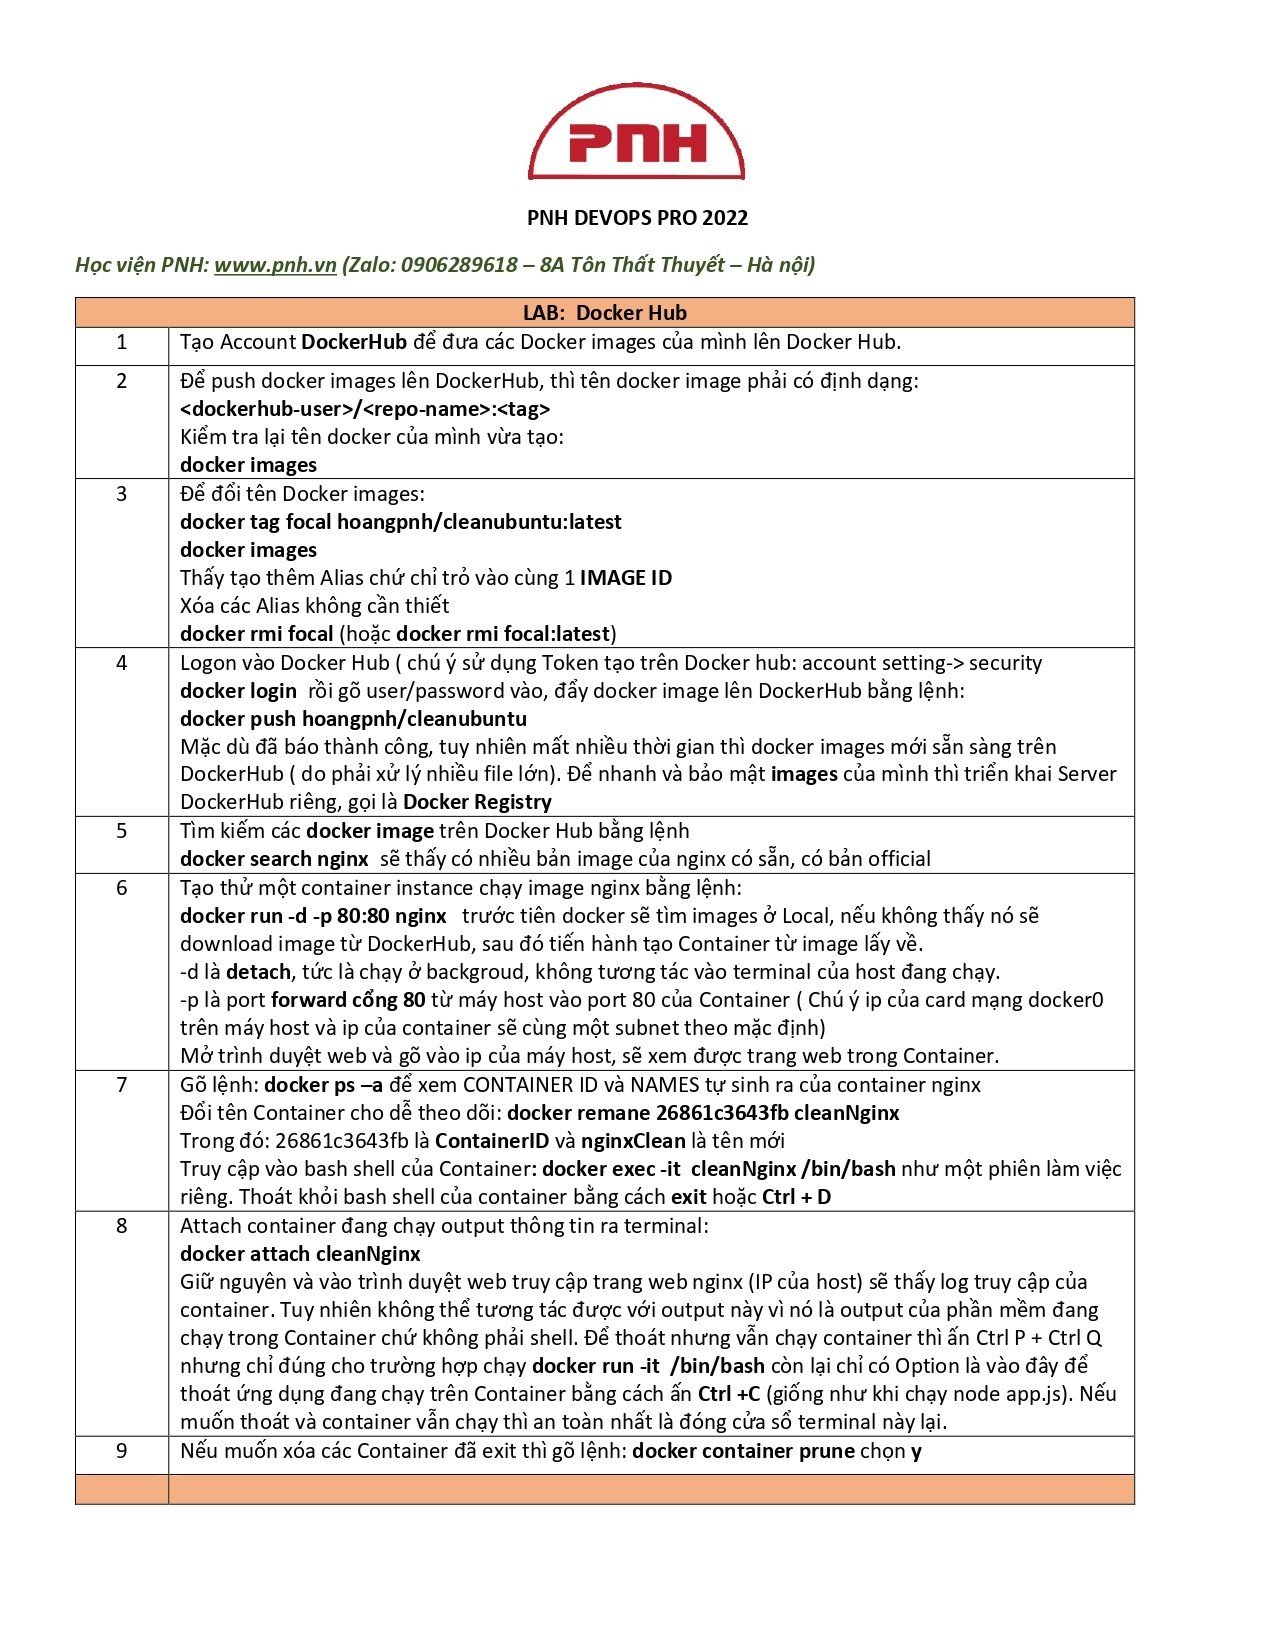 PNH
PNH DEVOPS PRO 2022
Học viện PNH: www.pnh.vn (Zalo: 0906289618 – 8A Tôn Thất Thuyết – Hà nội)
LAB:  Docker Hub
1
Tạo Account DockerHub để đưa các Docker images của mình lên Docker Hub.
2
Để push docker images lên DockerHub, thì tên docker image phải có định dạng:
<dockerhub-user>/<repo-name>:<tag>
Kiểm tra lại tên docker của mình vừa tạo:
docker images
3
Để đổi tên Docker images:
docker tag focal hoangpnh/cleanubuntu:latest
docker images
Thấy tạo thêm Alias chứ chỉ trỏ vào cùng 1 IMAGE ID
Xóa các Alias không cần thiết
docker rmi focal (hoặc docker rmi focal:latest)
4
Logon vào Docker Hub ( chú ý sử dụng Token tạo trên Docker hub: account setting-> security
docker login  rồi gõ user/password vào, đẩy docker image lên DockerHub bằng lệnh:
docker push hoangpnh/cleanubuntu
Mặc dù đã báo thành công, tuy nhiên mất nhiều thời gian thì docker images mới sẵn sàng trên
DockerHub ( do phải xử lý nhiều file lớn). Để nhanh và bảo mật images của mình thì triển khai Server
DockerHub riêng, gọi là Docker Registry
5
Tìm kiếm các docker image trên Docker Hub bằng lệnh
docker search nginx  sẽ thấy có nhiều bản image của nginx có sẵn, có bản official
6
Tạo thử một container instance chạy image nginx bằng lệnh:
docker run -d -p 80:80 nginx   trước tiên docker sẽ tìm images ở Local, nếu không thấy nó sẽ
download image từ DockerHub, sau đó tiến hành tạo Container từ image lấy về.
-d là detach, tức là chạy ở backgroud, không tương tác vào terminal của host đang chạy.
-p là port forward cổng 80 từ máy host vào port 80 của Container ( Chú ý ip của card mạng docker0
trên máy host và ip của container sẽ cùng một subnet theo mặc định)
Mở trình duyệt web và gõ vào ip của máy host, sẽ xem được trang web trong Container.
7
Gõ lệnh: docker ps –a để xem CONTAINER ID và NAMES tự sinh ra của container nginx
Đổi tên Container cho dễ theo dõi: docker remane 26861c3643fb cleanNginx
Trong đó: 26861c3643fb là ContainerID và nginxClean là tên mới
Truy cập vào bash shell của Container: docker exec -it  cleanNginx /bin/bash như một phiên làm việc
riêng. Thoát khỏi bash shell của container bằng cách exit hoặc Ctrl + D
8
Attach container đang chạy output thông tin ra terminal:
docker attach cleanNginx
Giữ nguyên và vào trình duyệt web truy cập trang web nginx (IP của host) sẽ thấy log truy cập của
container. Tuy nhiên không thể tương tác được với output này vì nó là output của phần mềm đang
chạy trong Container chứ không phải shell. Để thoát nhưng vẫn chạy container thì ấn Ctrl P + Ctrl Q
nhưng chỉ đúng cho trường hợp chạy docker run -it  /bin/bash còn lại chỉ có Option là vào đây để
thoát ứng dụng đang chạy trên Container bằng cách ấn Ctrl +C (giống như khi chạy node app.js). Nếu
muốn thoát và container vẫn chạy thì an toàn nhất là đóng cửa sổ terminal này lại.
9
Nếu muốn xóa các Container đã exit thì gõ lệnh: docker container prune chọn y